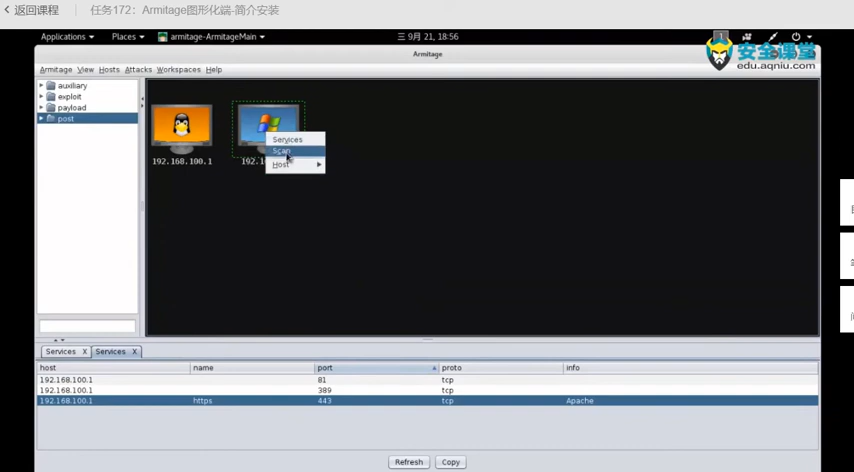 返回课程 任务172：Armitage图形化端-简介安装
Applications Places armitage-ArmitageMain 三 9月 21, 18:56 1
安全课堂
edu.aqniu.com
Armitage
Armitage View Hosts Attacks Workspaces Help
auxiliary
exploit
payload
post
192.168.100.1
Services
Scan
Host
Services X Services X
host name port proto info
192.168.100.1 81 tcp
192.168.100.1 389 tcp
192.168.100.1 https 443 tcp Apache
Refresh Copy